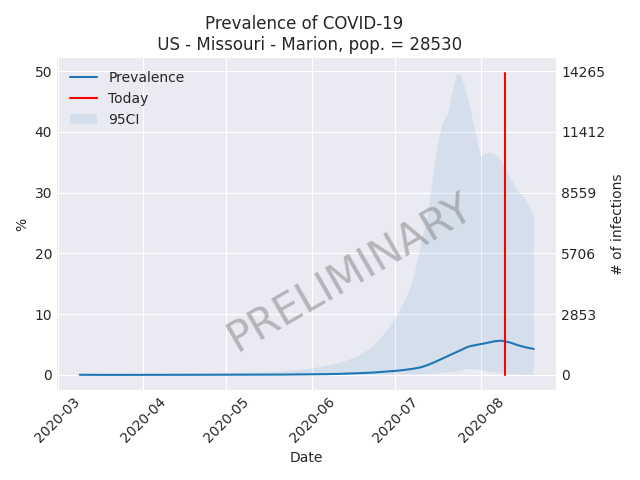 Prevalence of COVID-19
US - Missouri - Marion, pop. = 28530
Prevalence
Today
95CI
PRELIMINARY
%
50
40
30
20
10
0
14265
11412
8559
5706
2853
0
# of infections
2020-03
2020-04
2020-05
2020-06
2020-07
2020-08
Date